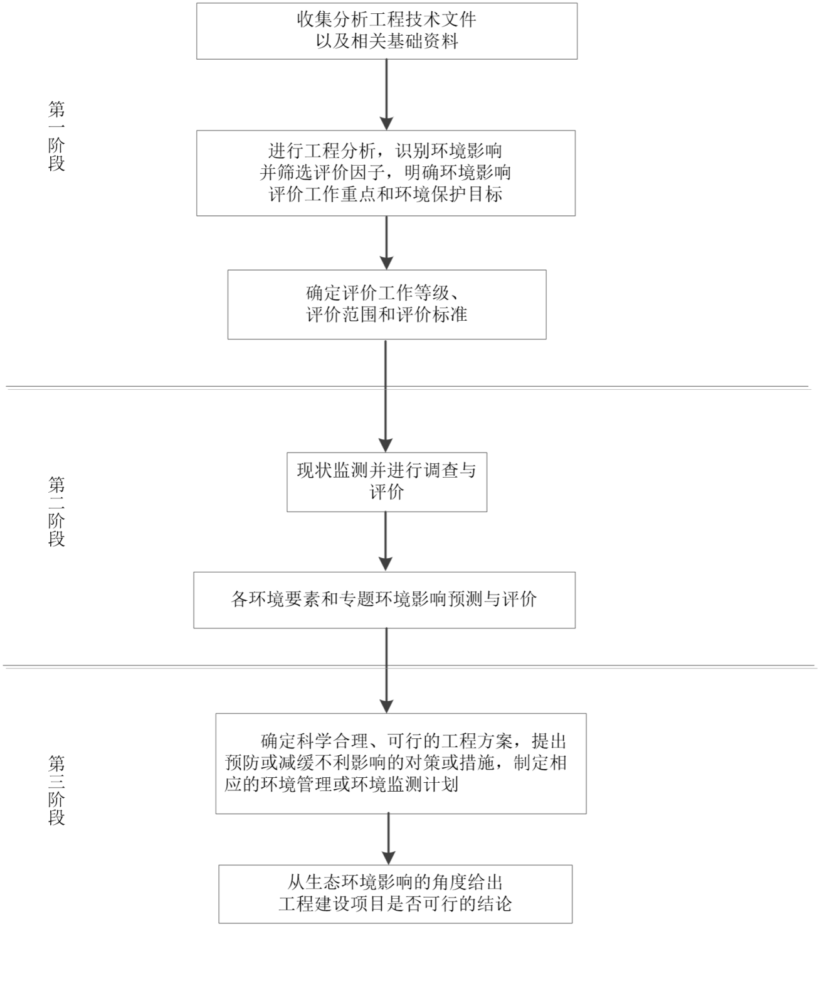 收集分析工程技术文件
以及相关基础资料
第一阶段
进行工程分析，识别环境影响
并筛选评价因子，明确环境影响
评价工作重点和环境保护目标
确定评价工作等级、
评价范围和评价标准
现状监测并进行调查与
评价
第二阶段
各环境要素和专题环境影响预测与评价
确定科学合理、可行的工程方案，提出
预防或减缓不利影响的对策或措施，制定相
应的环境管理或环境监测计划
第三阶段
从生态环境影响的角度给出
工程建设项目是否可行的结论